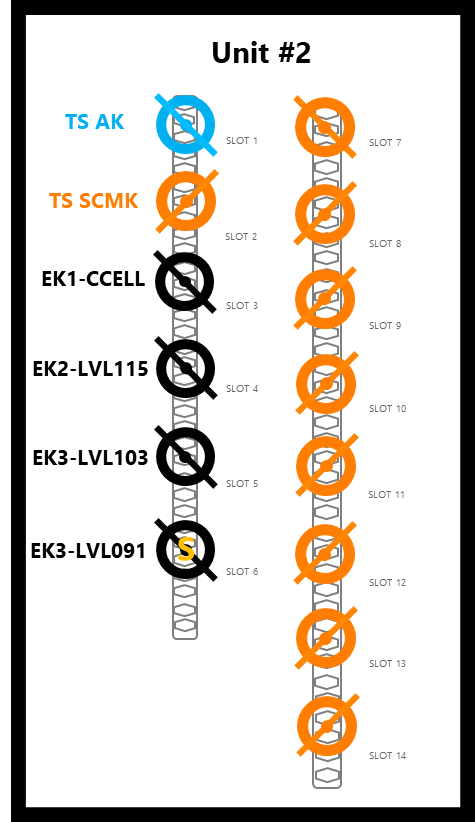 Unit #2
TS AK
SLOT 1
TS SCMK
SLOT 2
EK1-CCELL
SLOT 3
EK2-LVL115
SLOT 4
EK3-LVL103
SLOT 5
EK3-LVL091
S
SLOT 6
SLOT 7
SLOT 8
SLOT 9
SLOT 10
SLOT 11
SLOT 12
SLOT 13
SLOT 14